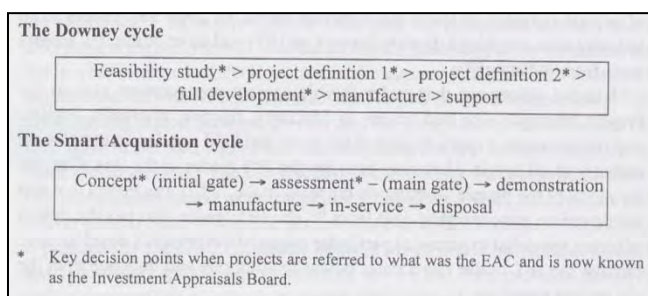 The Downey cycle
Feasibility study* > project definition 1* > project definition 2* >
full development* > manufacture > support
The Smart Acquisition cycle
Concept* (initial gate) → assessment* – (main gate) → demonstration
→ manufacture → in-service → disposal
* Key decision points when projects are referred to what was the EAC and is now known
as the Investment Appraisals Board.